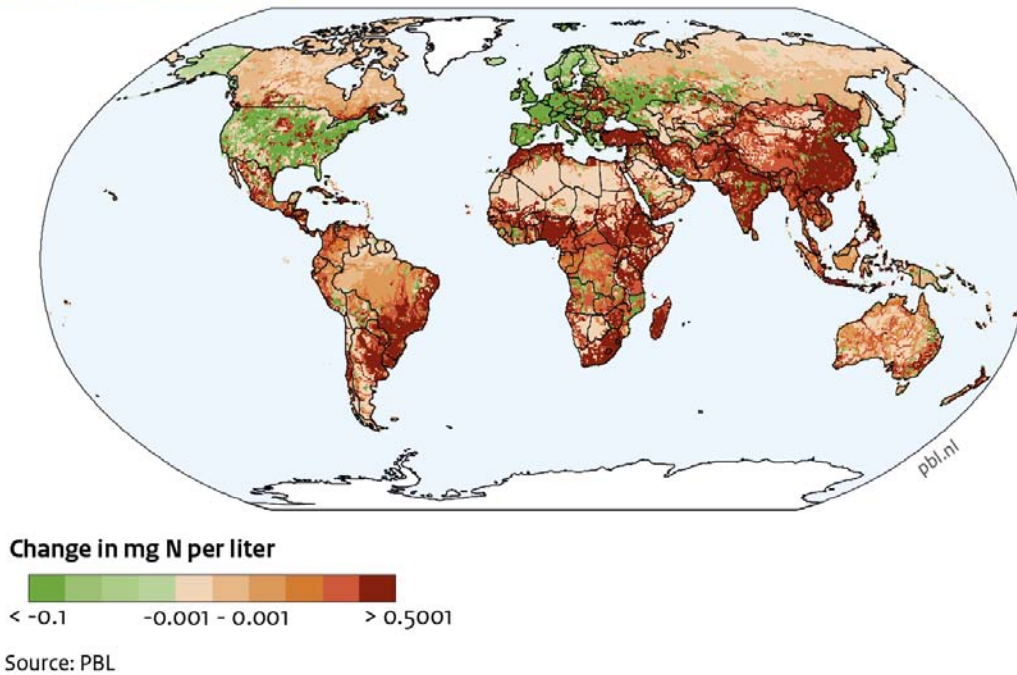 pbl.nl
Change in mg N per liter
< -0.1 -0.001 - 0.001 > 0.5001
Source: PBL